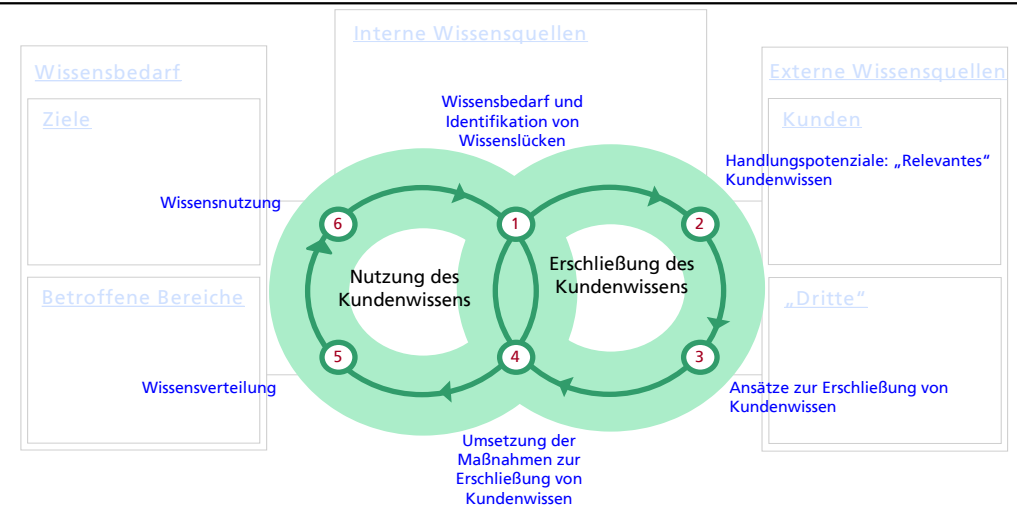 Interne Wissensquellen
Wissensbedarf
Externe Wissensquellen
Ziele
Kunden
Wissensbedarf und
Identifikation von
Wissenslücken
Handlungspotenziale: „Relevantes“
Kundenwissen
Wissensnutzung
6
1
2
Nutzung des
Kundenwissens
Erschließung des
Kundenwissens
Betroffene Bereiche
„Dritte“
5
4
3
Wissensverteilung
Ansätze zur Erschließung von
Kundenwissen
Umsetzung der
Maßnahmen zur
Erschließung von
Kundenwissen